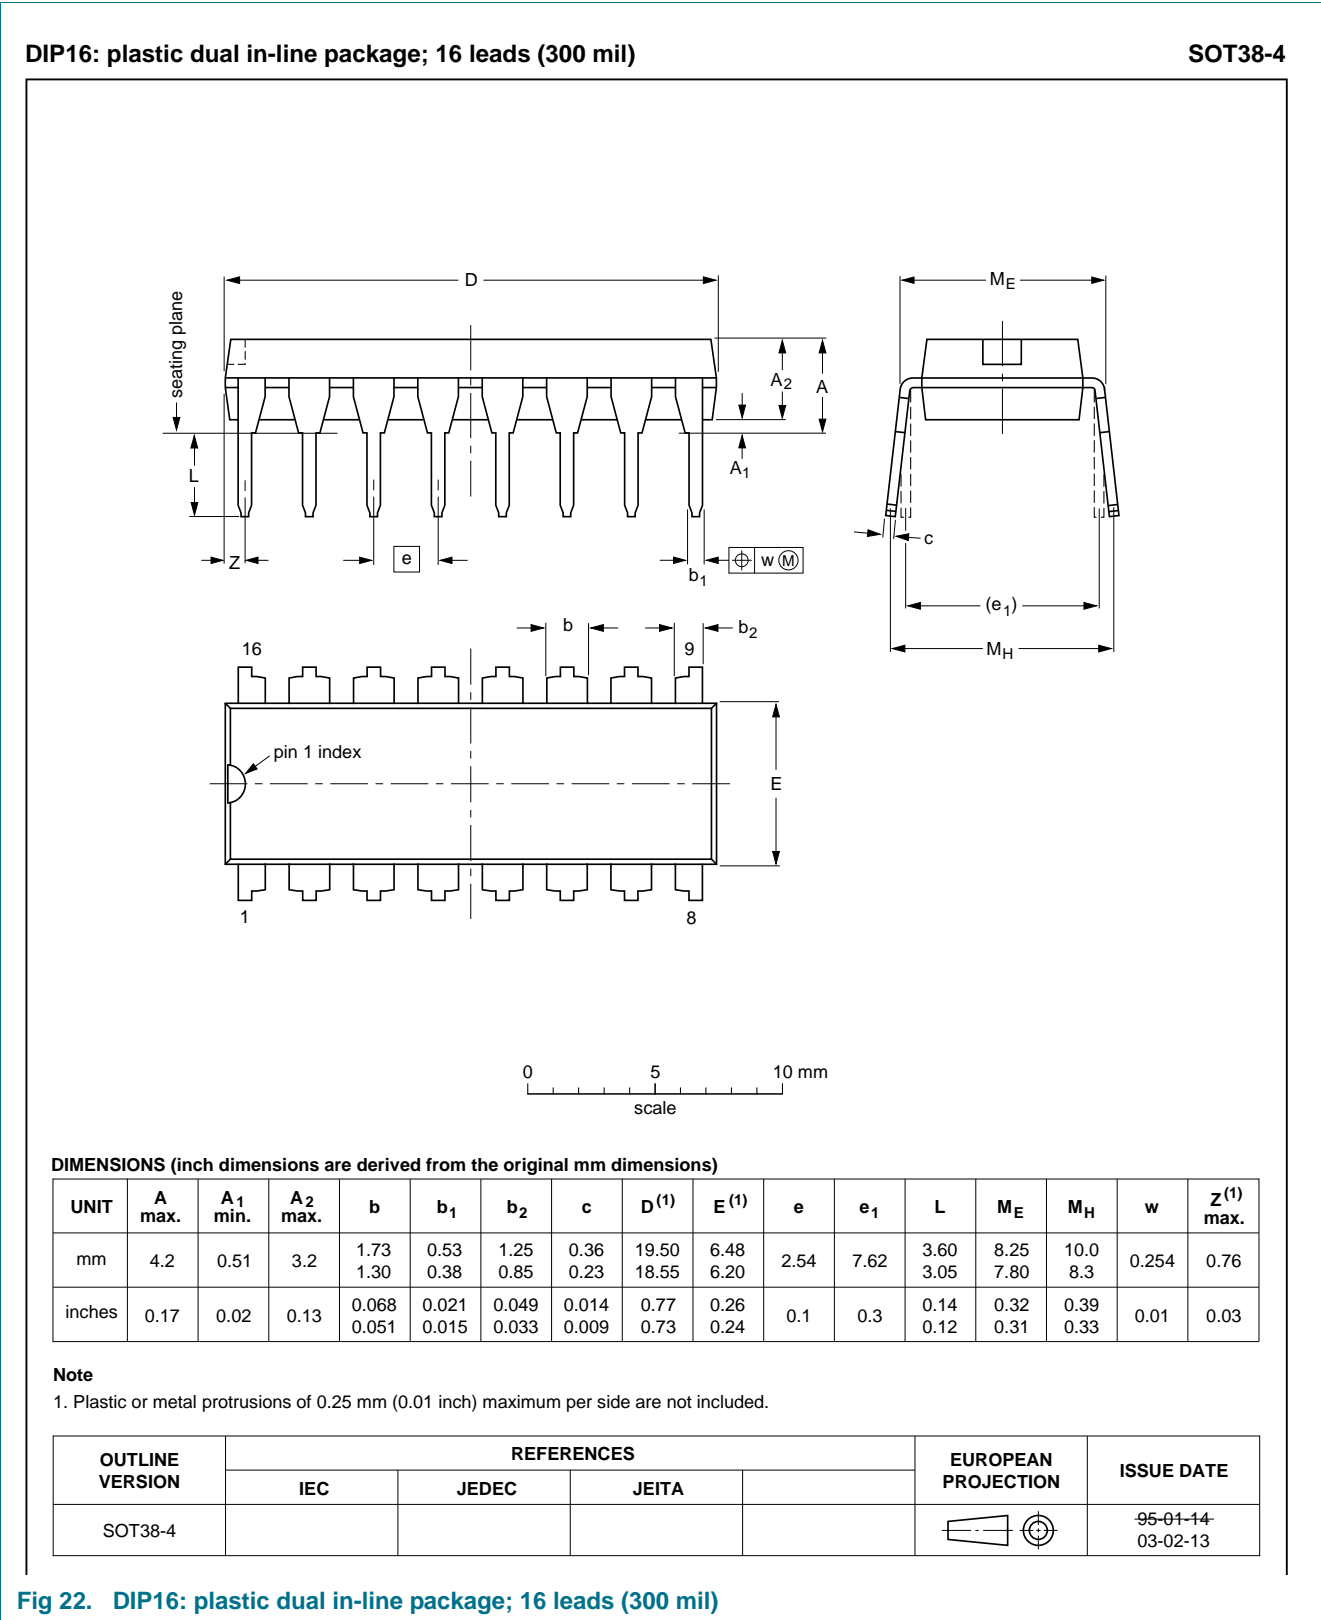 DIP16: plastic dual in-line package; 16 leads (300 mil) SOT38-4
D
ME
seating plane
A2
A
A1
L
Z
e
b1
w M
c
(e1)
MH
b
b2
16
9
pin 1 index
E
1
8
0 5 10 mm
scale
DIMENSIONS (inch dimensions are derived from the original mm dimensions)
UNIT A max. A1 min. A2 max. b b1 b2 c D(1) E(1) e e1 L ME MH w Z(1) max.
mm 4.2 0.51 3.2 1.73 1.30 0.53 0.38 1.25 0.85 0.36 0.23 19.50 18.55 6.48 6.20 2.54 7.62 3.60 3.05 8.25 7.80 10.0 8.3 0.254 0.76
inches 0.17 0.02 0.13 0.068 0.051 0.021 0.015 0.049 0.033 0.014 0.009 0.77 0.73 0.26 0.24 0.1 0.3 0.14 0.12 0.32 0.31 0.39 0.33 0.01 0.03
Note
1. Plastic or metal protrusions of 0.25 mm (0.01 inch) maximum per side are not included.
OUTLINE VERSION REFERENCES EUROPEAN PROJECTION ISSUE DATE
IEC JEDEC JEITA
SOT38-4 95-01-14
03-02-13
Fig 22. DIP16: plastic dual in-line package; 16 leads (300 mil)